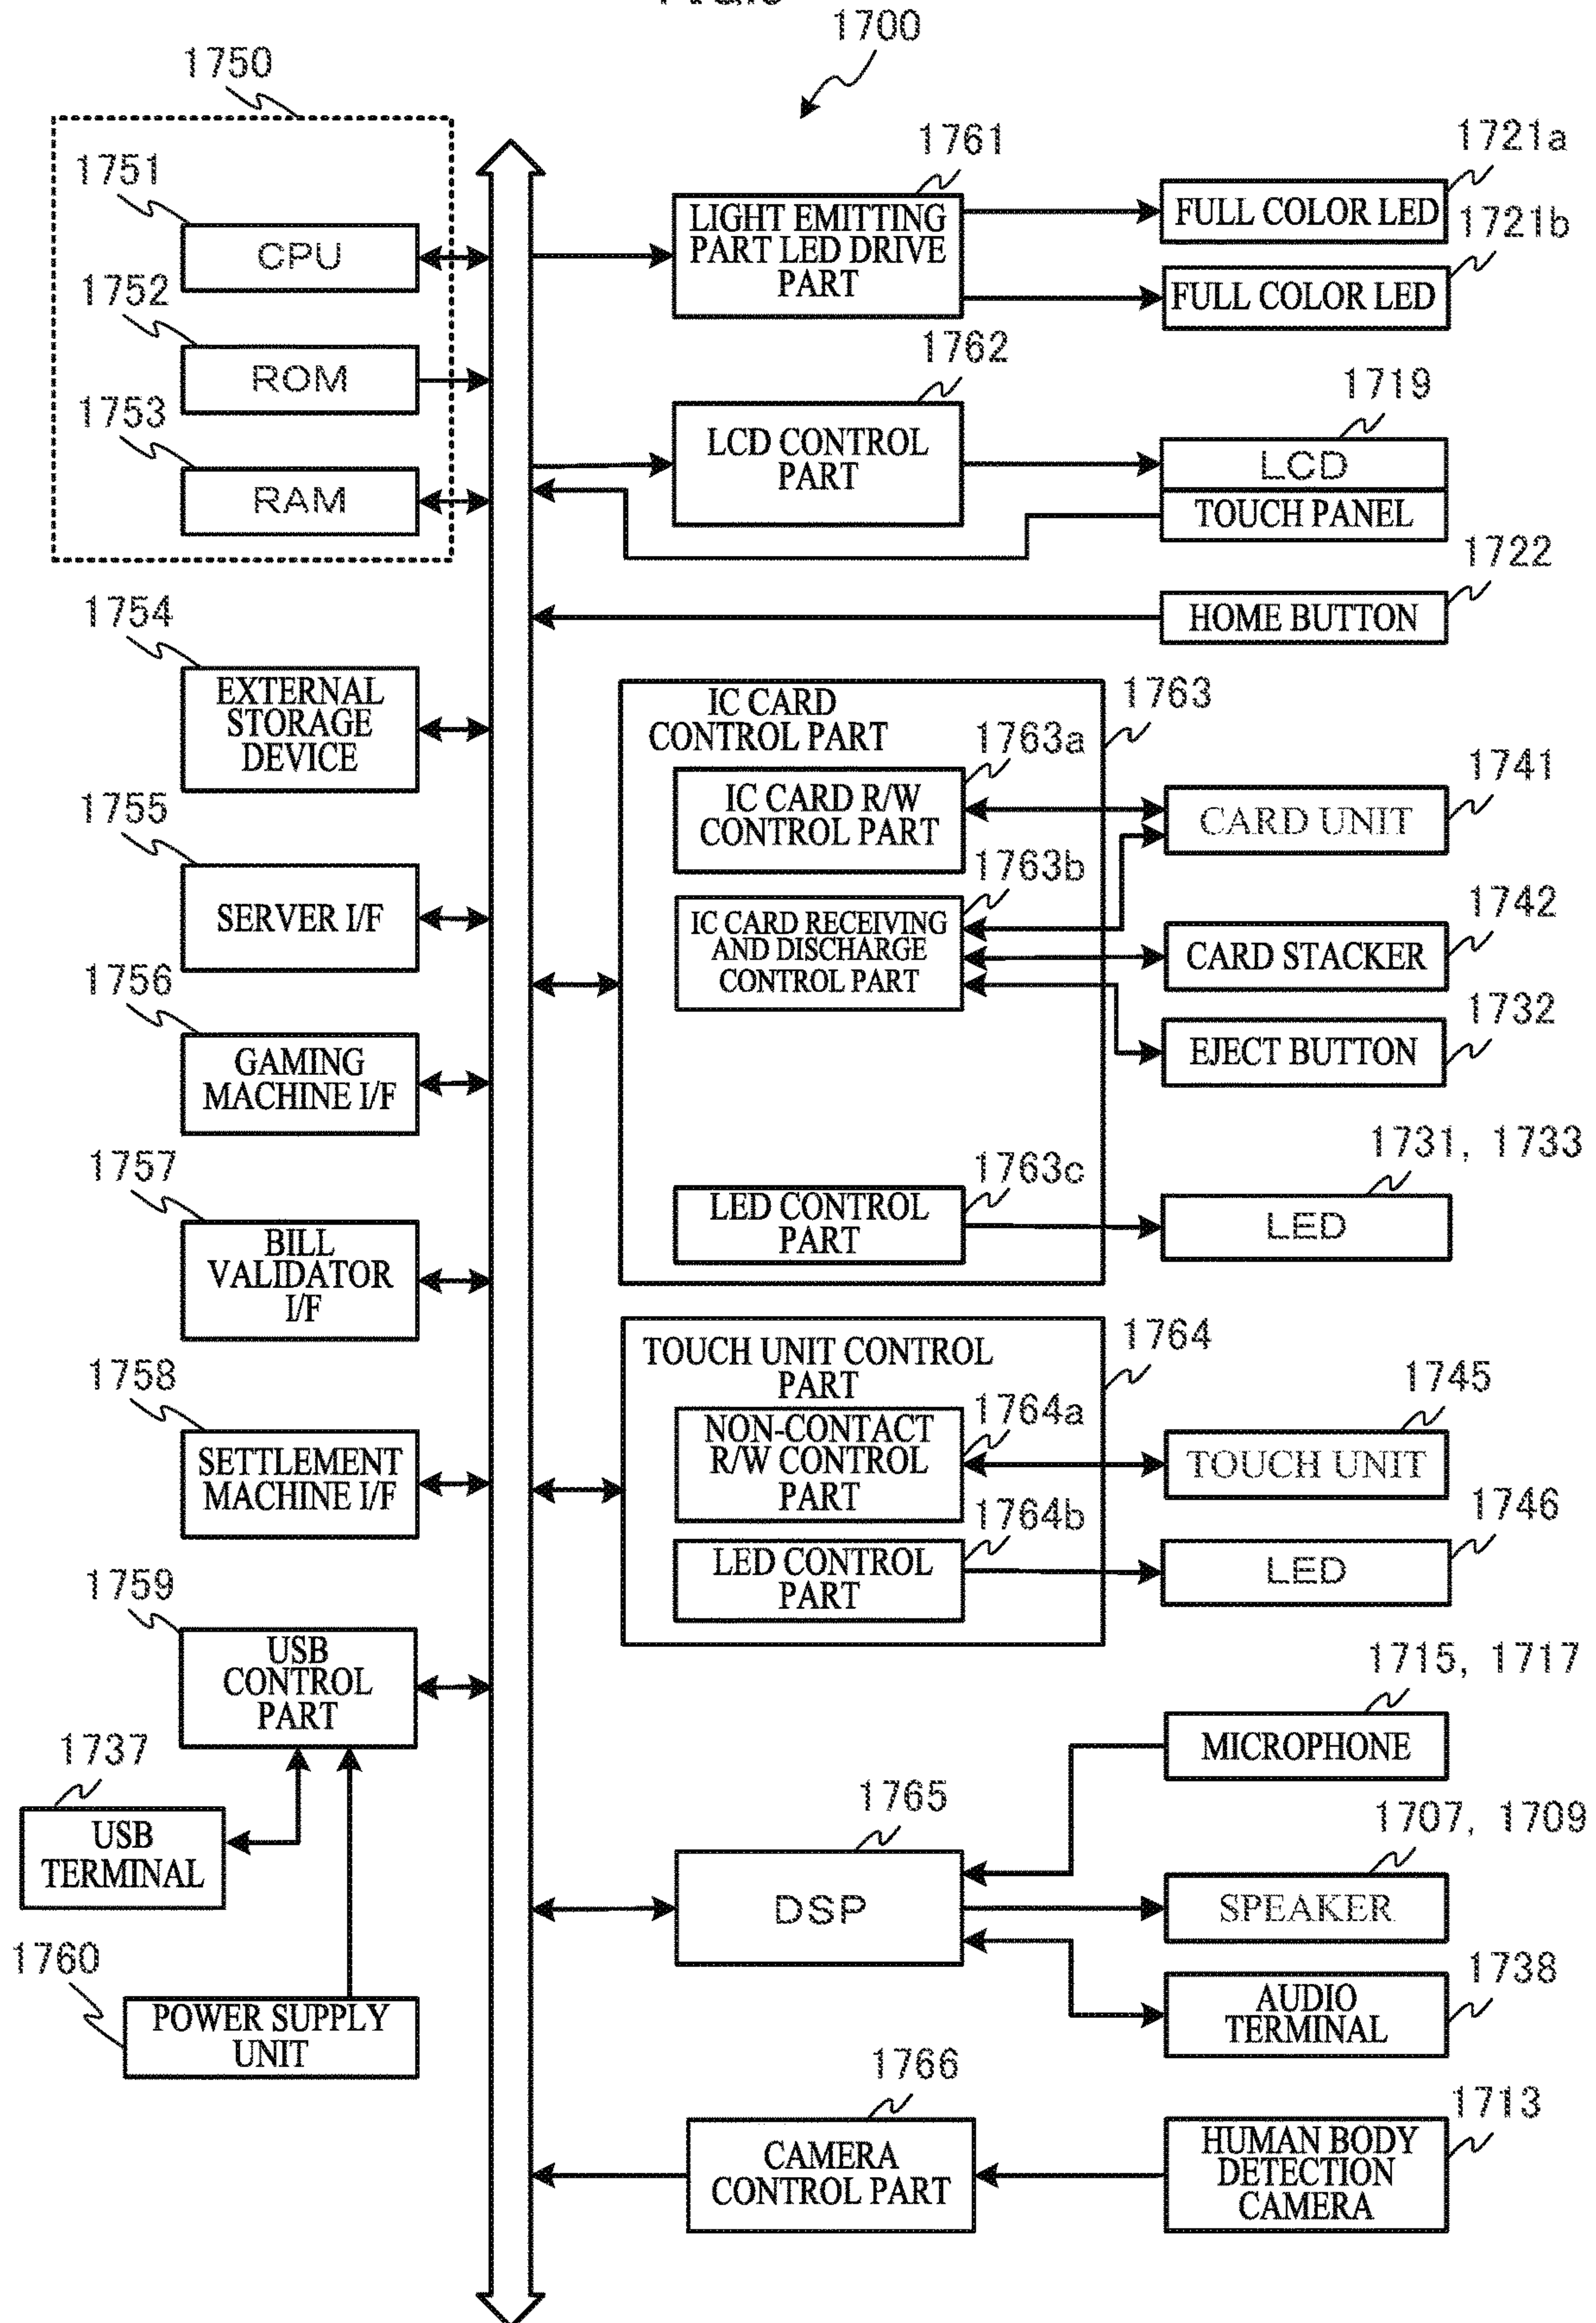 1700
1750
1751
CPU
1752
ROM
1753
RAM
1754
EXTERNAL
STORAGE
DEVICE
1755
SERVER I/F
1756
GAMING
MACHINE I/F
1757
BILL
VALIDATOR
I/F
1758
SETTLEMENT
MACHINE I/F
1759
USB
CONTROL
PART
1737
USB
TERMINAL
1760
POWER SUPPLY
UNIT
1761
LIGHT EMITTING
PART LED DRIVE
PART
1721a
FULL COLOR LED
1721b
FULL COLOR LED
1762
LCD CONTROL
PART
1719
LCD
TOUCH PANEL
1722
HOME BUTTON
1763
IC CARD
CONTROL PART
1763a
IC CARD R/W
CONTROL PART
1741
CARD UNIT
1763b
IC CARD RECEIVING
AND DISCHARGE
CONTROL PART
1742
CARD STACKER
1732
EJECT BUTTON
1763c
LED CONTROL
PART
1731, 1733
LED
1764
TOUCH UNIT CONTROL
PART
1764a
NON-CONTACT
R/W CONTROL
PART
1745
TOUCH UNIT
1764b
LED CONTROL
PART
1746
LED
1715, 1717
MICROPHONE
1765
DSP
1707, 1709
SPEAKER
1738
AUDIO
TERMINAL
1766
CAMERA
CONTROL PART
1713
HUMAN BODY
DETECTION
CAMERA